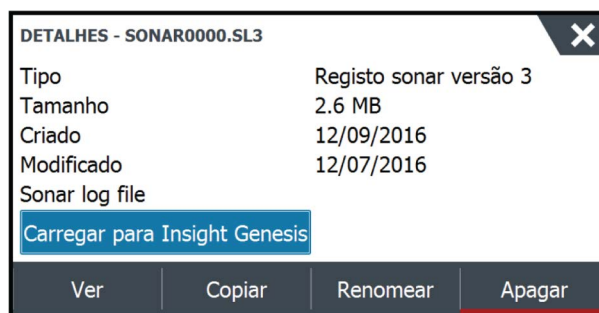 DETALHES - SONAR0000.SL3
Tipo Registo sonar versão 3
Tamanho 2.6 MB
Criado 12/09/2016
Modificado 12/07/2016
Sonar log file
Carregar para Insight Genesis
Ver Copiar Renomear Apagar